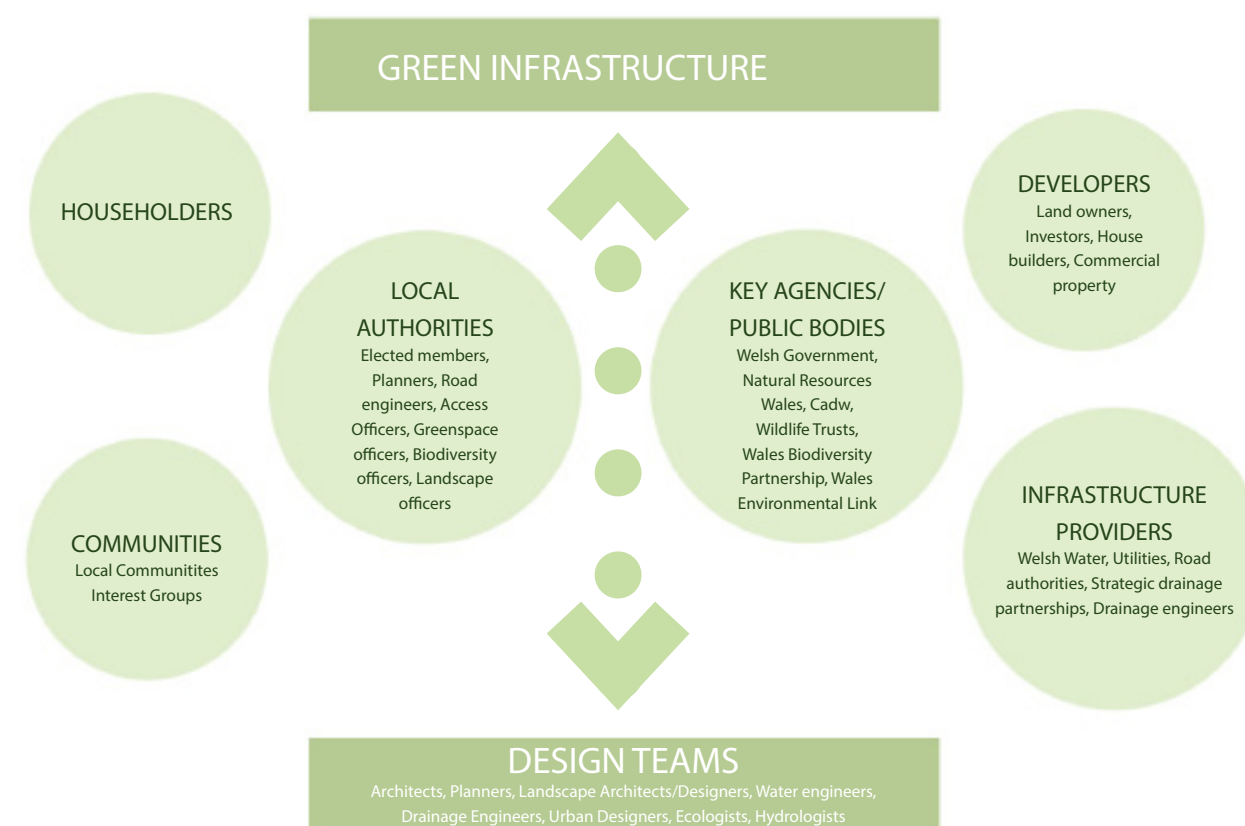 GREEN INFRASTRUCTURE
HOUSEHOLDERS
DEVELOPERS
Land owners,
Investors, House
builders, Commercial
property
LOCAL
AUTHORITIES
Elected members,
Planners, Road
engineers, Access
Officers, Greenspace
officers, Biodiversity
officers, Landscape
officers
KEY AGENCIES/
PUBLIC BODIES
Welsh Government,
Natural Resources
Wales, Cadw,
Wildlife Trusts,
Wales Biodiversity
Partnership, Wales
Environmental Link
COMMUNITIES
Local Communitites
Interest Groups
INFRASTRUCTURE
PROVIDERS
Welsh Water, Utilities, Road
authorities, Strategic drainage
partnerships, Drainage engineers
DESIGN TEAMS
Architects, Planners, Landscape Architects/Designers, Water engineers,
Drainage Engineers, Urban Designers, Ecologists, Hydrologists